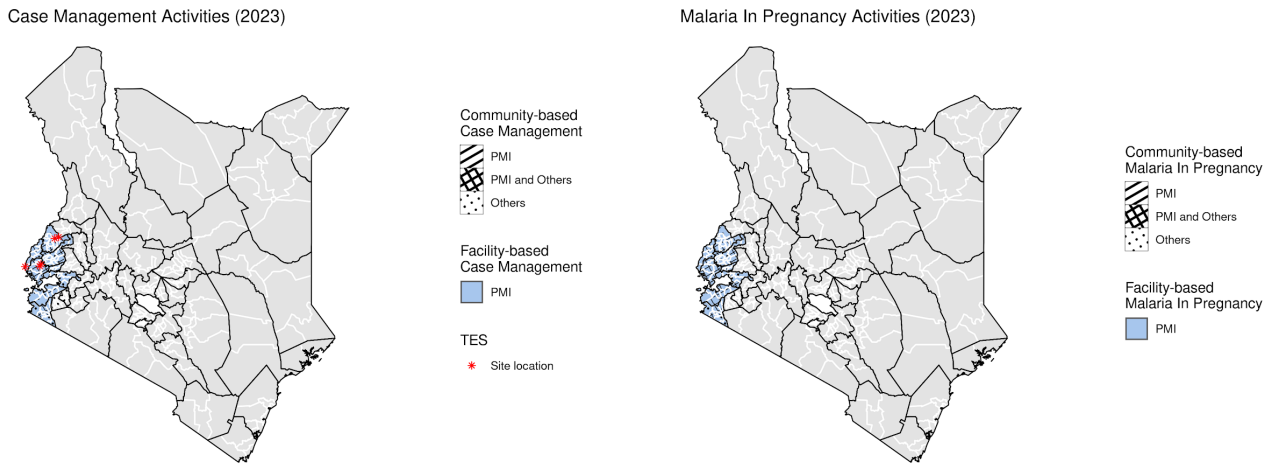 Case Management Activities (2023)
Community-based
Case Management
PMI
PMI and Others
Others
Facility-based
Case Management
PMI
TES
Site location
Malaria In Pregnancy Activities (2023)
Community-based
Malaria In Pregnancy
PMI
PMI and Others
Others
Facility-based
Malaria In Pregnancy
PMI